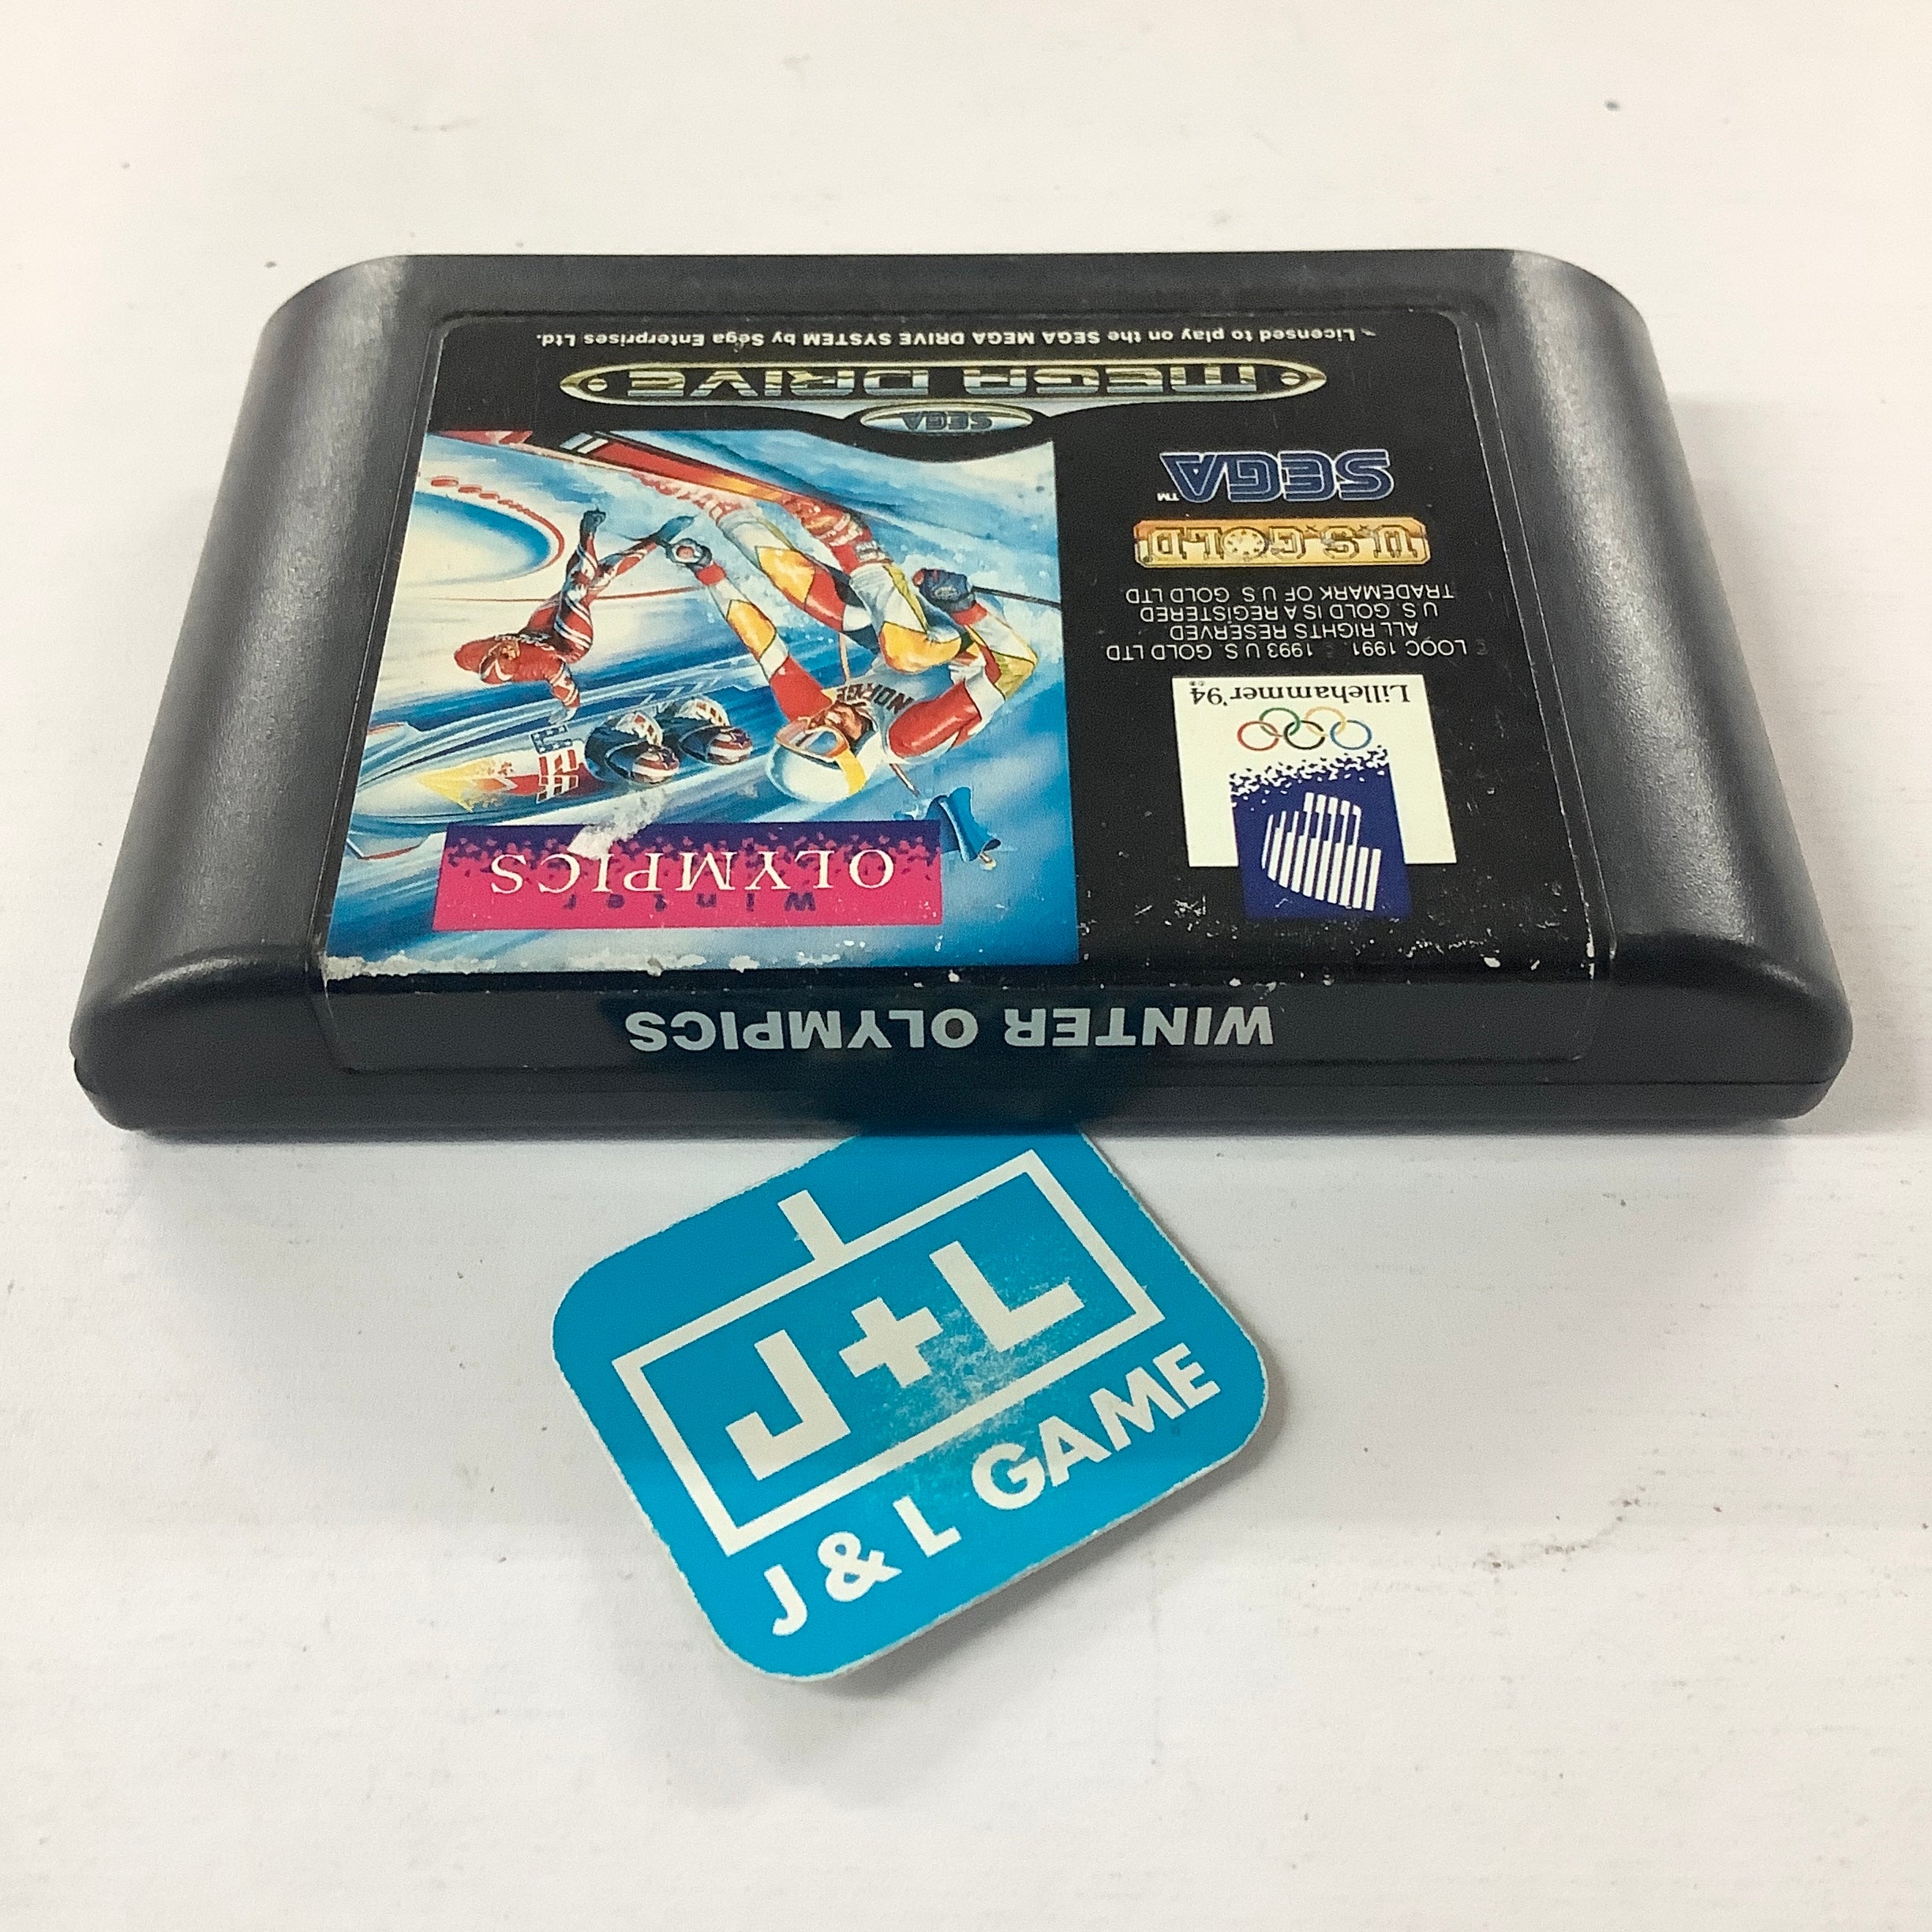 WINTER OLYMPICS
Winter
OLYMPICS
NORGE
Lillehammer'94
© LOOC 1991. © 1993 U.S. GOLD LTD.
ALL RIGHTS RESERVED
U.S. GOLD IS A REGISTERED
TRADEMARK OF U.S. GOLD LTD
U.S. GOLD
SEGA™
SEGA
MEGA DRIVE
Licensed to play on the SEGA MEGA DRIVE SYSTEM by Sega Enterprises Ltd.
J+L
J & L GAME